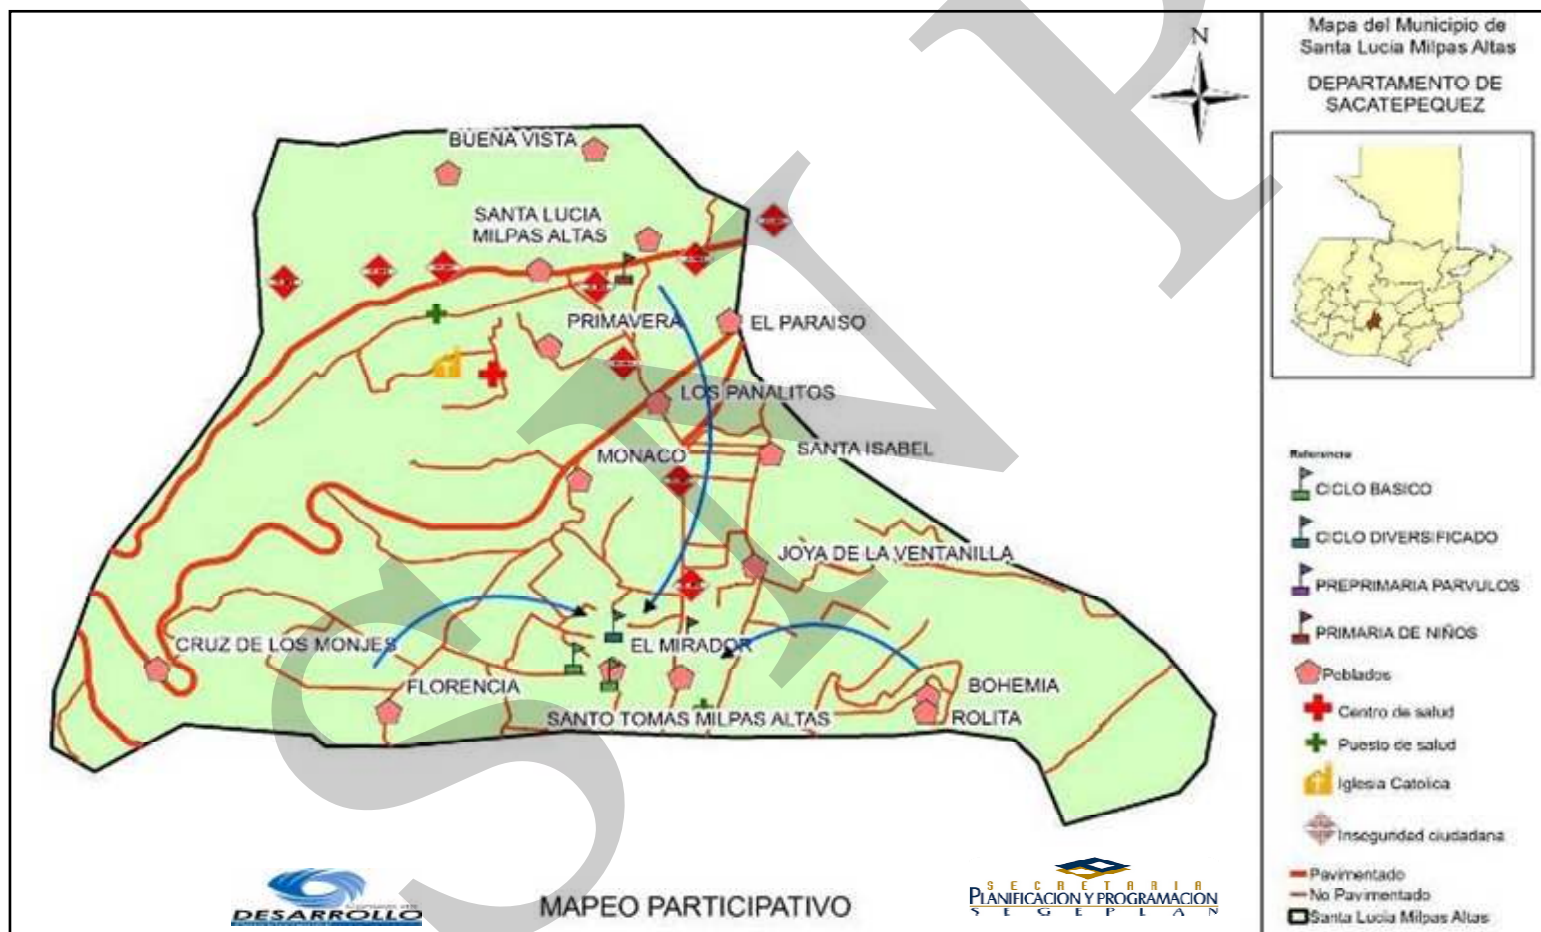 Mapa del Municipio de
Santa Lucia Milpas Altas
DEPARTAMENTO DE
SACATEPEQUEZ
N
BUENA VISTA
SANTA LUCIA
MILPAS ALTAS
PRIMAVERA
EL PARAISO
LOS PANALITOS
MONACO
SANTA ISABEL
JOYA DE LA VENTANILLA
CRUZ DE LOS MONJES
EL MIRADOR
FLORENCIA
BOHEMIA
SANTO TOMAS MILPAS ALTAS
ROLITA
Referencia
CICLO BASICO
CICLO DIVERSIFICADO
PREPRIMARIA PARVULOS
PRIMARIA DE NIÑOS
Poblados
Centro de salud
Puesto de salud
Iglesia Catolica
Inseguridad ciudadana
Pavimentado
No Pavimentado
Santa Lucia Milpas Altas
DESARROLLO
MAPEO PARTICIPATIVO
SECRETARIA
PLANIFICACION Y PROGRAMACION
SEGEPLAN